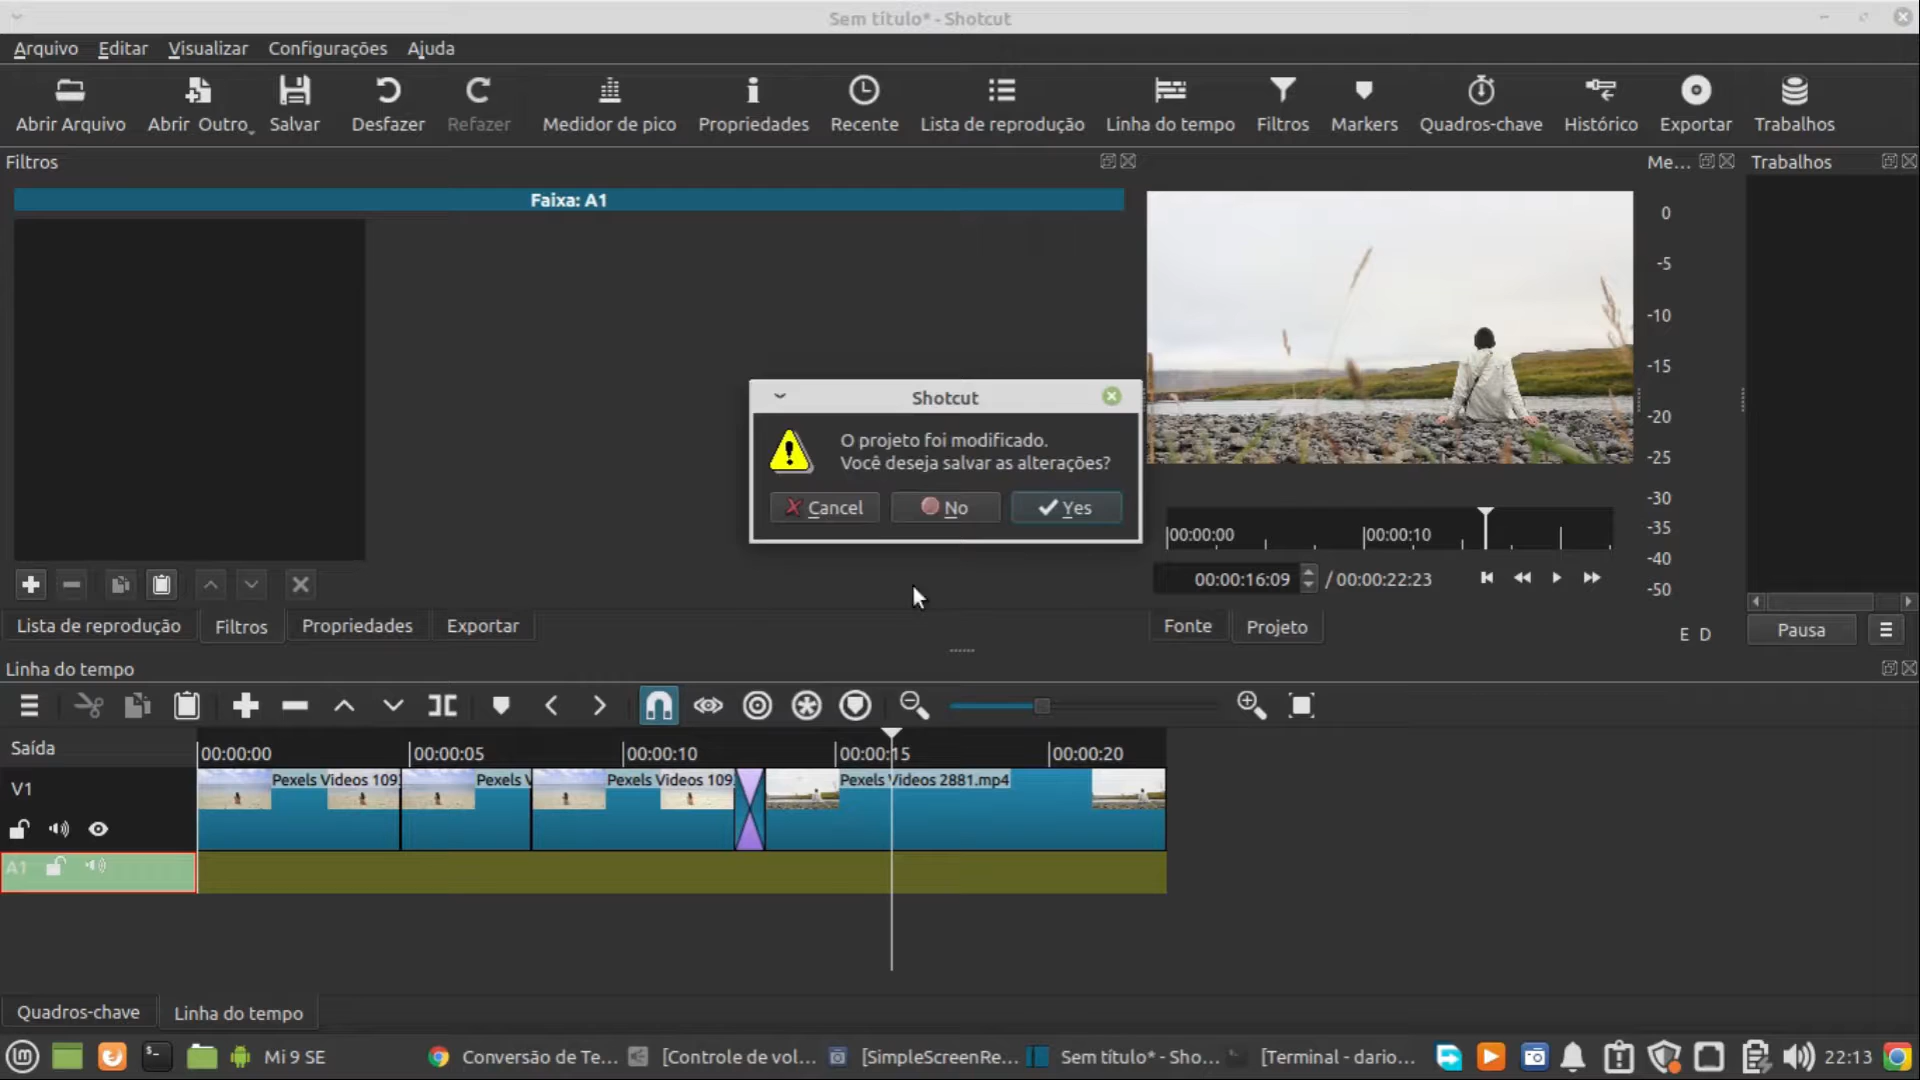 Sem título* - Shotcut
Arquivo Editar Visualizar Configurações Ajuda
Abrir Arquivo Abrir Outro Salvar Desfazer Refazer Medidor de pico Propriedades Recente Lista de reprodução Linha do tempo Filtros Markers Quadros-chave Histórico Exportar Trabalhos
Filtros
Me... Trabalhos
Faixa: A1
0
-5
-10
-15
-20
-25
-30
-35
-40
-50
E D
Shotcut
O projeto foi modificado.
Você deseja salvar as alterações?
Cancel No Yes
00:00:00 00:00:10
00:00:16:09 / 00:00:22:23
Lista de reprodução Filtros Propriedades Exportar
Fonte Projeto
Pausa
Linha do tempo
Saída
00:00:00 00:00:05 00:00:10 00:00:15 00:00:20
V1
Pexels Videos 109 Pexels V Pexels Videos 109 Pexels Videos 2881.mp4
A1
Quadros-chave Linha do tempo
Mi 9 SE Conversão de Te... [Controle de vol... [SimpleScreenRe... Sem título* - Sho... [Terminal - dario... 22:13